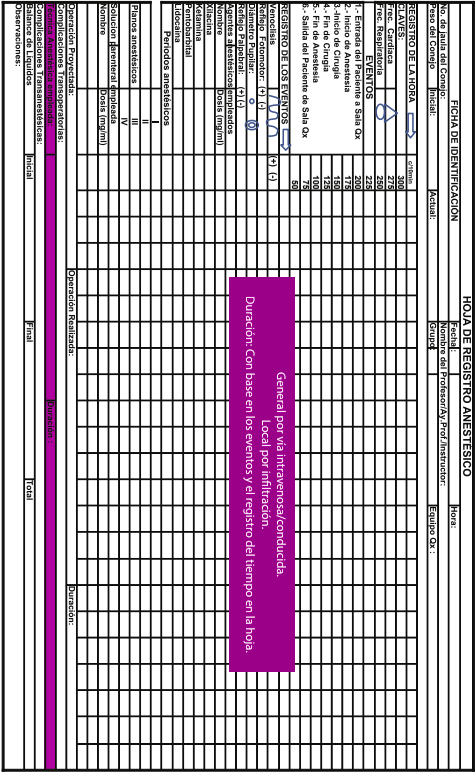 HOJA DE REGISTRO ANESTÉSICO
FICHA DE IDENTIFICACIÓN Fecha: Hora:
No. de jaula del Conejo: Nombre del Profesor/Ay.Prof./Instructor:
Peso del Conejo Inicial: Actual: Grupo: Equipo Qx :
REGISTRO DE LA HORA c/10min
CLAVES: 300
Frec. Cardiaca 275
Frec. Respiratoria 250
EVENTOS 225
1.- Entrada del Paciente a Sala Qx 200
2.- Inicio de Anestesia 175
3.- Inicio de Cirugía 150
4.- Fin de Cirugía 125
5.- Fin de Anestesia 100
6.- Salida del Paciente de Sala Qx 75
50
REGISTRO DE LOS EVENTOS
Venoclisis (+) (-)
Reflejo Fotomotor: (+) (-)
Diámetro Pupilar:
Reflejo Palpebral: (+) (-)
Agentes anestésicos empleados
Nombre Dosis (mg/ml)
Xilacina
Ketamina
Pentobarbital
Lidocaína
Periodos anestésicos
I
II
Planos anestésicos III
IV
Solucion parenteral empleada
Nombre Dosis (mg/ml)
Operación Proyectada: Operación Realizada: Duración:
Complicaciones Transoperatorias:
Técnica Anestésica empleada: Duración :
Complicaciones Transanestésicas:
Balance de Líquidos Inicial Final Total
Observaciones:
General por vía intravenosa/conducida.
Local por infiltración.
Duración: Con base en los eventos y el registro del tiempo en la hoja.